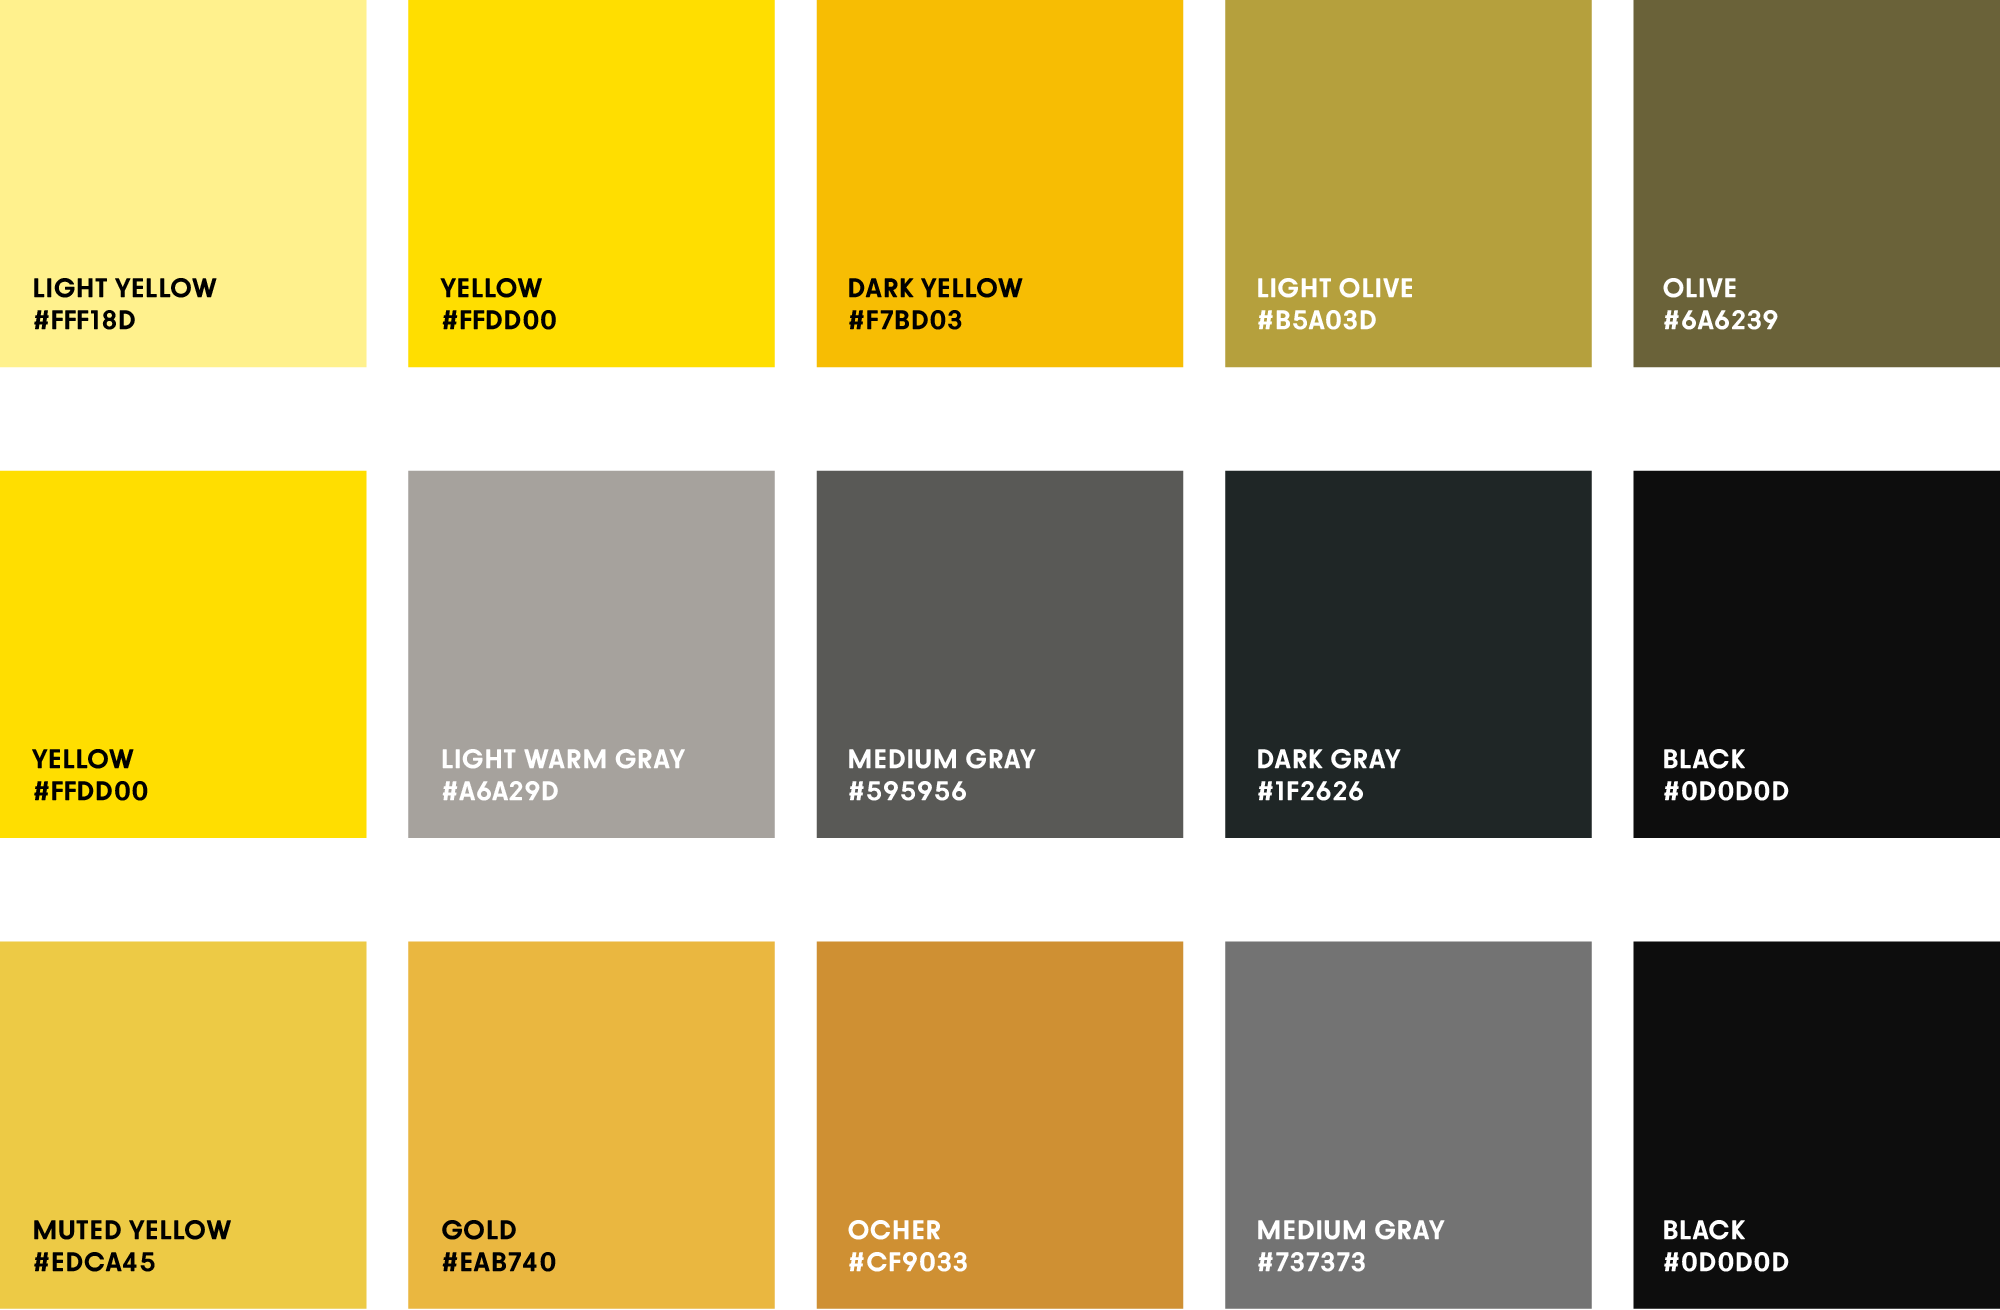 LIGHT YELLOW
#FFF18D
YELLOW
#FFDD00
DARK YELLOW
#F7BD03
LIGHT OLIVE
#B5A03D
OLIVE
#6A6239
YELLOW
#FFDD00
LIGHT WARM GRAY
#A6A29D
MEDIUM GRAY
#595956
DARK GRAY
#1F2626
BLACK
#0D0D0D
MUTED YELLOW
#EDCA45
GOLD
#EAB740
OCHER
#CF9033
MEDIUM GRAY
#737373
BLACK
#0D0D0D